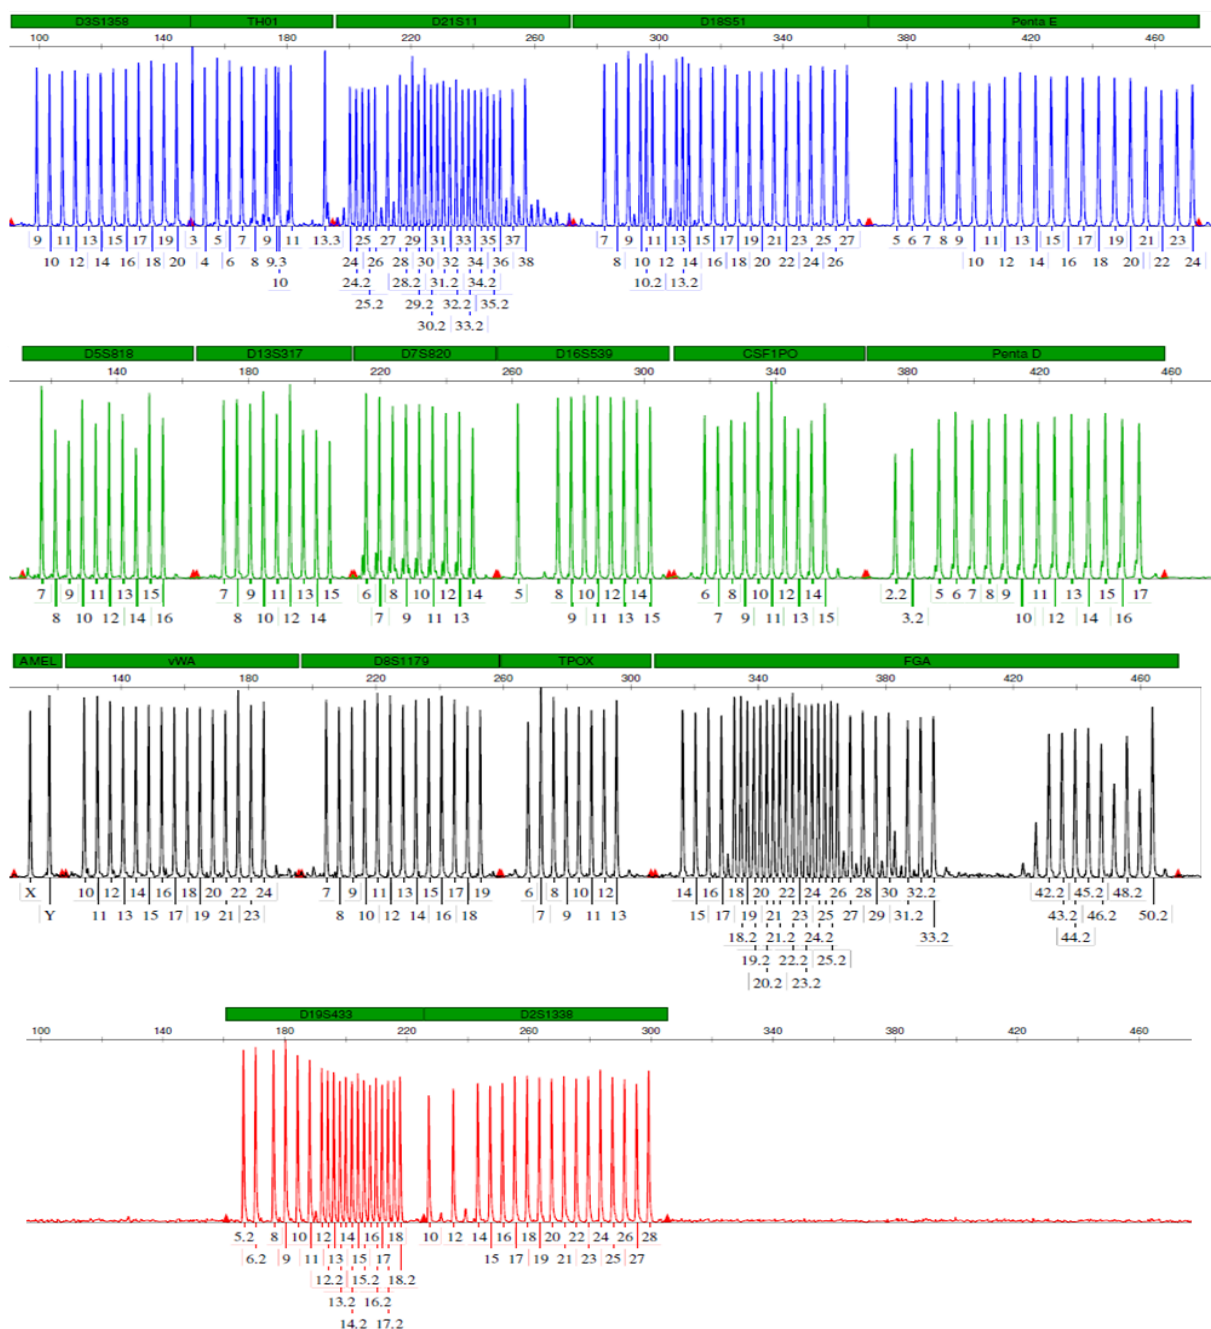 D3S1358 TH01 D21S11 D18S51 Penta E
100 140 180 220 260 300 340 380 420 460
9 11 13 15 17 19 3 5 7 9 11 13.3 25 27 29 31 33 35 37 7 9 11 13 15 17 19 21 23 25 27 5 6 7 8 9 11 13 15 17 19 21 23
10 12 14 16 18 20 4 6 8 9.3 24 26 28 30 32 34 36 38 8 10 12 14 16 18 20 22 24 26 10 12 14 16 18 20 22 24
10 24.2 28.2 31.2 34.2 10.2 13.2
25.2 29.2 32.2 35.2
30.2 33.2
D5S818 D13S317 D7S820 D16S539 CSF1PO Penta D
140 180 220 260 300 340 380 420 460
7 9 11 13 15 7 9 11 13 15 6 8 10 12 14 5 8 10 12 14 6 8 10 12 14 2.2 5 6 7 8 9 11 13 15 17
8 10 12 14 16 8 10 12 14 7 9 11 13 9 11 13 15 7 9 11 13 15 3.2 10 12 14 16
AMEL vWA D8S1179 TPOX FGA
140 180 220 260 300 340 380 420 460
X 10 12 14 16 18 20 22 24 7 9 11 13 15 17 19 6 8 10 12 14 16 18 20 22 24 26 28 30 32.2 42.2 45.2 48.2
Y 11 13 15 17 19 21 23 8 10 12 14 16 18 7 9 11 13 15 17 19 21 23 25 27 29 31.2 43.2 46.2 50.2
18.2 21.2 24.2 33.2 44.2
19.2 22.2 25.2
20.2 23.2
D19S433 D2S1338
100 140 180 220 260 300 340 380 420 460
5.2 8 10 12 14 16 18 10 12 14 16 18 20 22 24 26 28
6.2 9 11 13 15 17 15 17 19 21 23 25 27
12.2 15.2 18.2
13.2 16.2
14.2 17.2